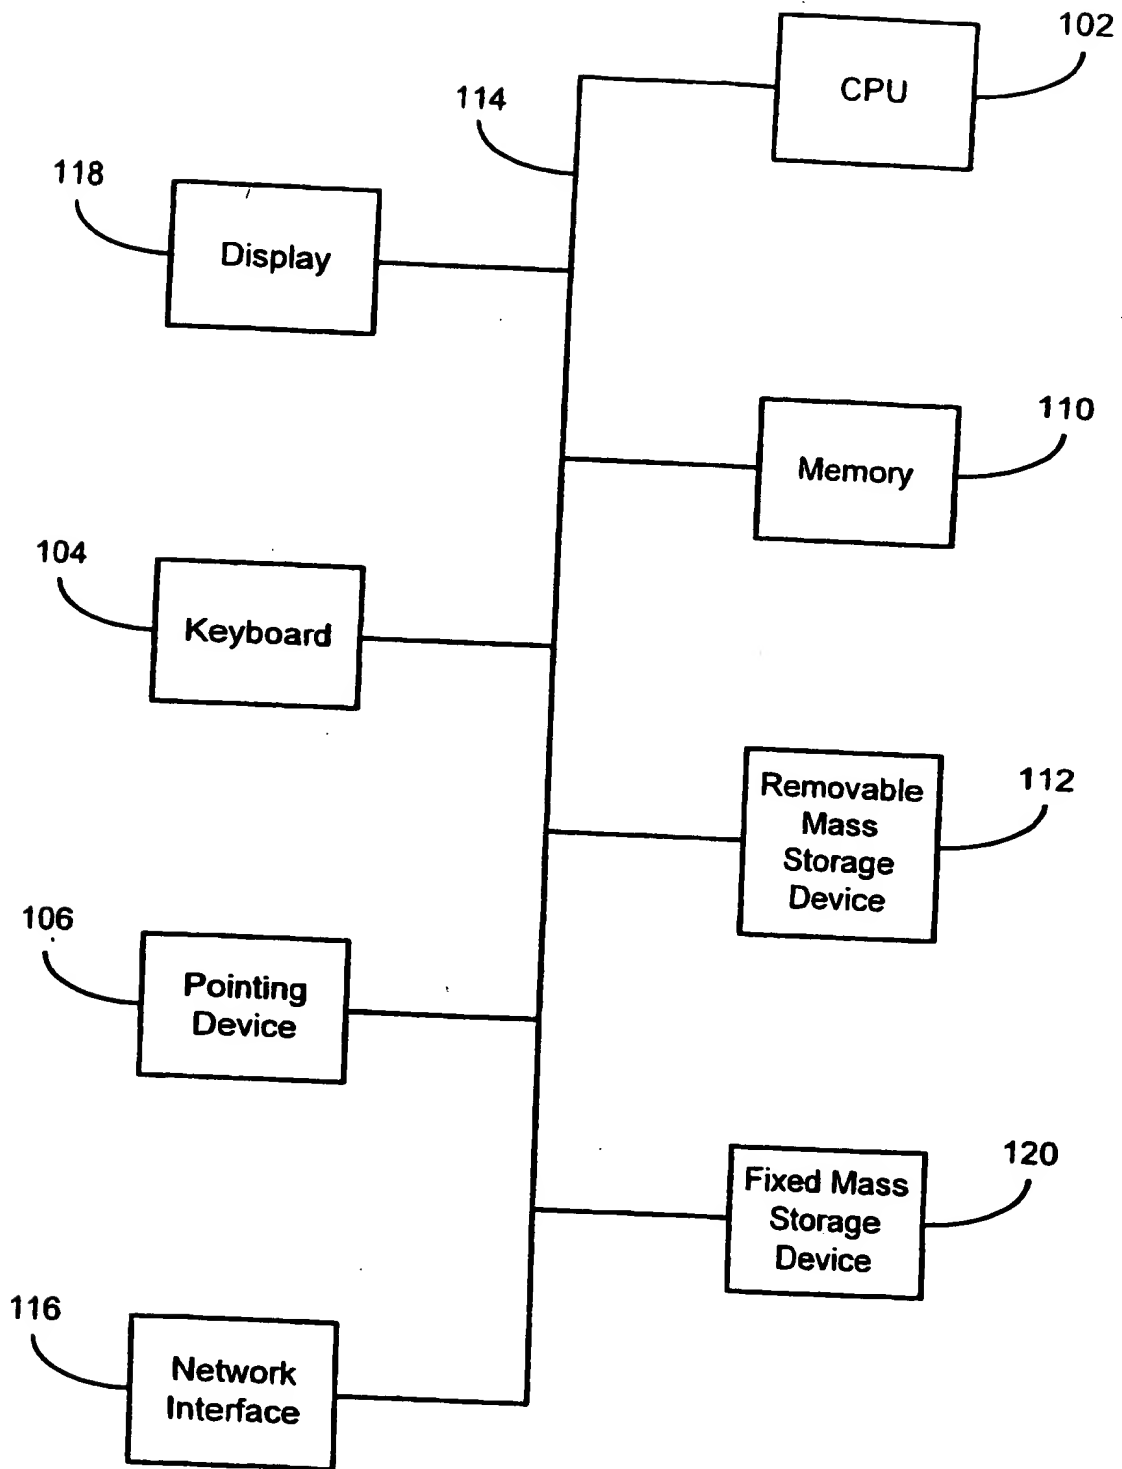 102
CPU
114
118
Display
110
Memory
104
Keyboard
112
Removable
Mass
Storage
Device
106
Pointing
Device
120
Fixed Mass
Storage
Device
116
Network
Interface